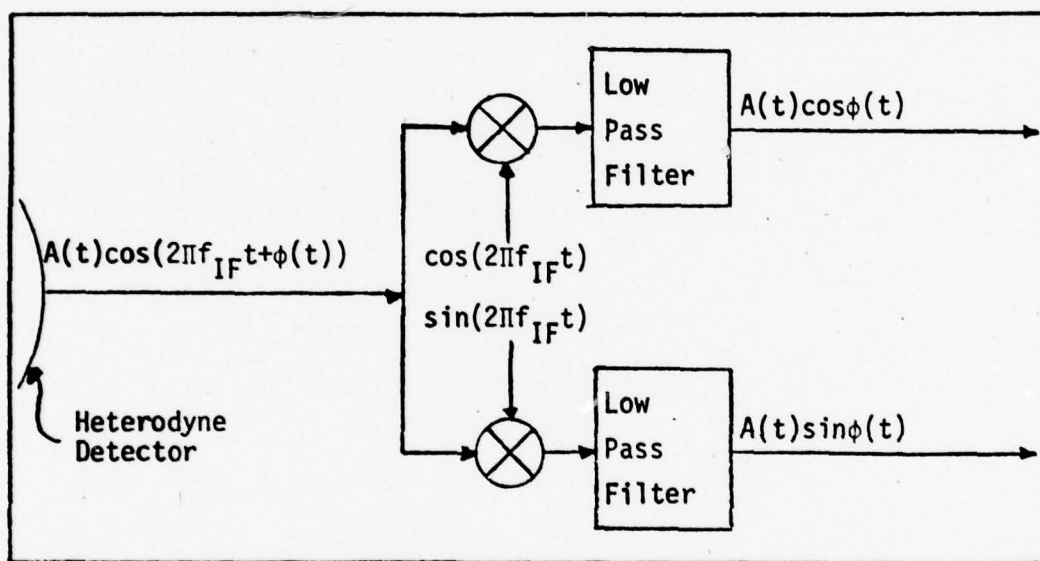 Low
Pass
Filter
A(t)cosϕ(t)
A(t)cos(2Πf_IF t+ϕ(t))
cos(2Πf_IF t)
sin(2Πf_IF t)
Heterodyne
Detector
Low
Pass
Filter
A(t)sinϕ(t)